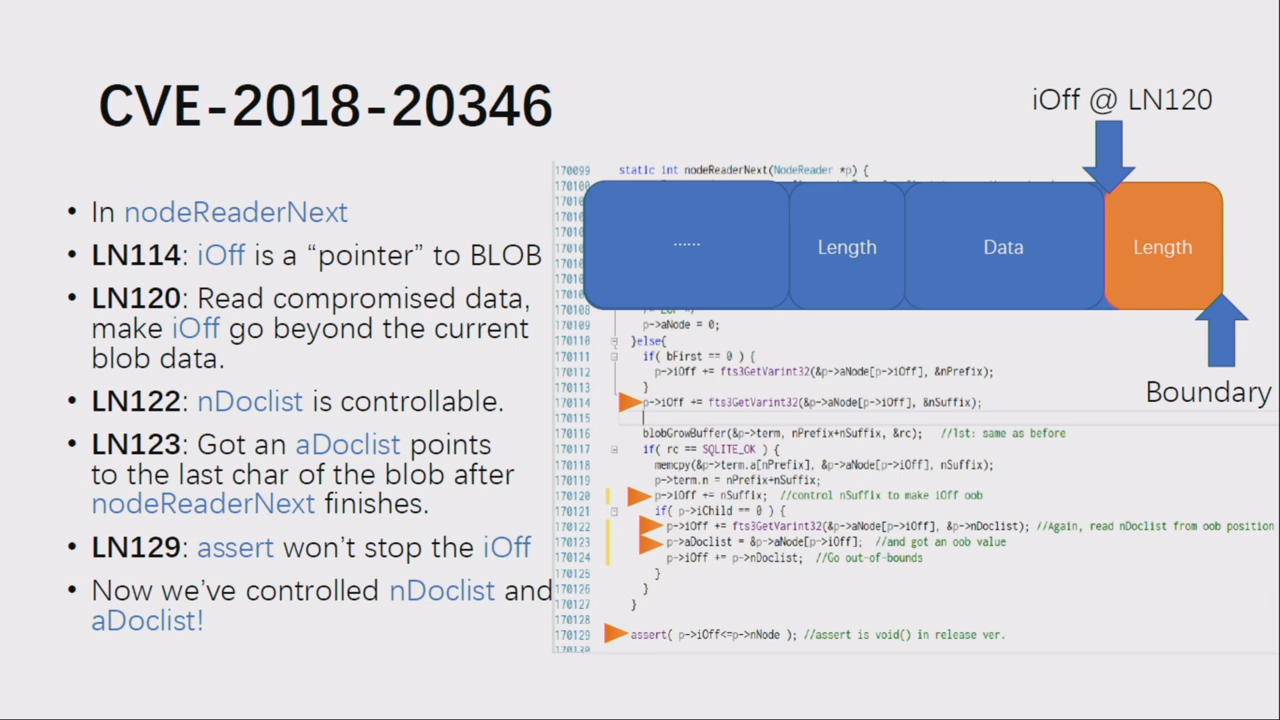 CVE-2018-20346
iOff @ LN120
• In nodeReaderNext
• LN114: iOff is a “pointer” to BLOB
• LN120: Read compromised data,
make iOff go beyond the current
blob data.
• LN122: nDoclist is controllable.
• LN123: Got an aDoclist points
to the last char of the blob after
nodeReaderNext finishes.
• LN129: assert won’t stop the iOff
• Now we’ve controlled nDoclist and
aDoclist!
170099 static int nodeReaderNext(NodeReader *p) {
......
Length
Data
Length
Boundary
170108
170109 p->aNode = 0;
170110 }else{
170111 if( bFirst == 0 ) {
170112 p->iOff += fts3GetVarint32(&p->aNode[p->iOff], &nPrefix);
170113 }
170114 p->iOff += fts3GetVarint32(&p->aNode[p->iOff], &nSuffix);
170115
170116 blobGrowBuffer(&p->term, nPrefix+nSuffix, &rc); //1st: same as before
170117 if( rc == SQLITE_OK ) {
170118 memcpy(&p->term.a[nPrefix], &p->aNode[p->iOff], nSuffix);
170119 p->term.n = nPrefix+nSuffix;
170120 p->iOff += nSuffix; //control nSuffix to make iOff oob
170121 if( p->iChild == 0 ) {
170122 p->iOff += fts3GetVarint32(&p->aNode[p->iOff], &p->nDoclist); //Again, read nDoclist from oob position
170123 p->aDoclist = &p->aNode[p->iOff]; //and got an oob value
170124 p->iOff += p->nDoclist; //Go out-of-bounds
170125 }
170126 }
170127 }
170128
170129 assert( p->iOff<=p->nNode ); //assert is void() in release ver.
170130